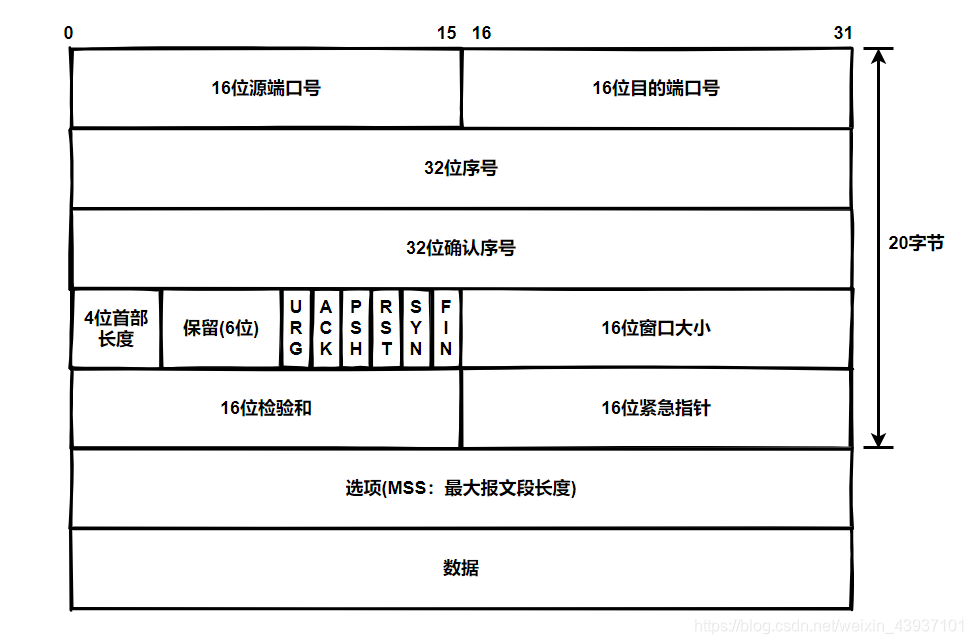 0 15 16 31
16位源端口号 16位目的端口号
32位序号
32位确认序号
20字节
4位首部
长度
保留(6位)
URG
ACK
PSH
RST
SYN
FIN
16位窗口大小
16位检验和 16位紧急指针
选项(MSS：最大报文段长度)
数据
https://blog.csdn.net/weixin_43937101